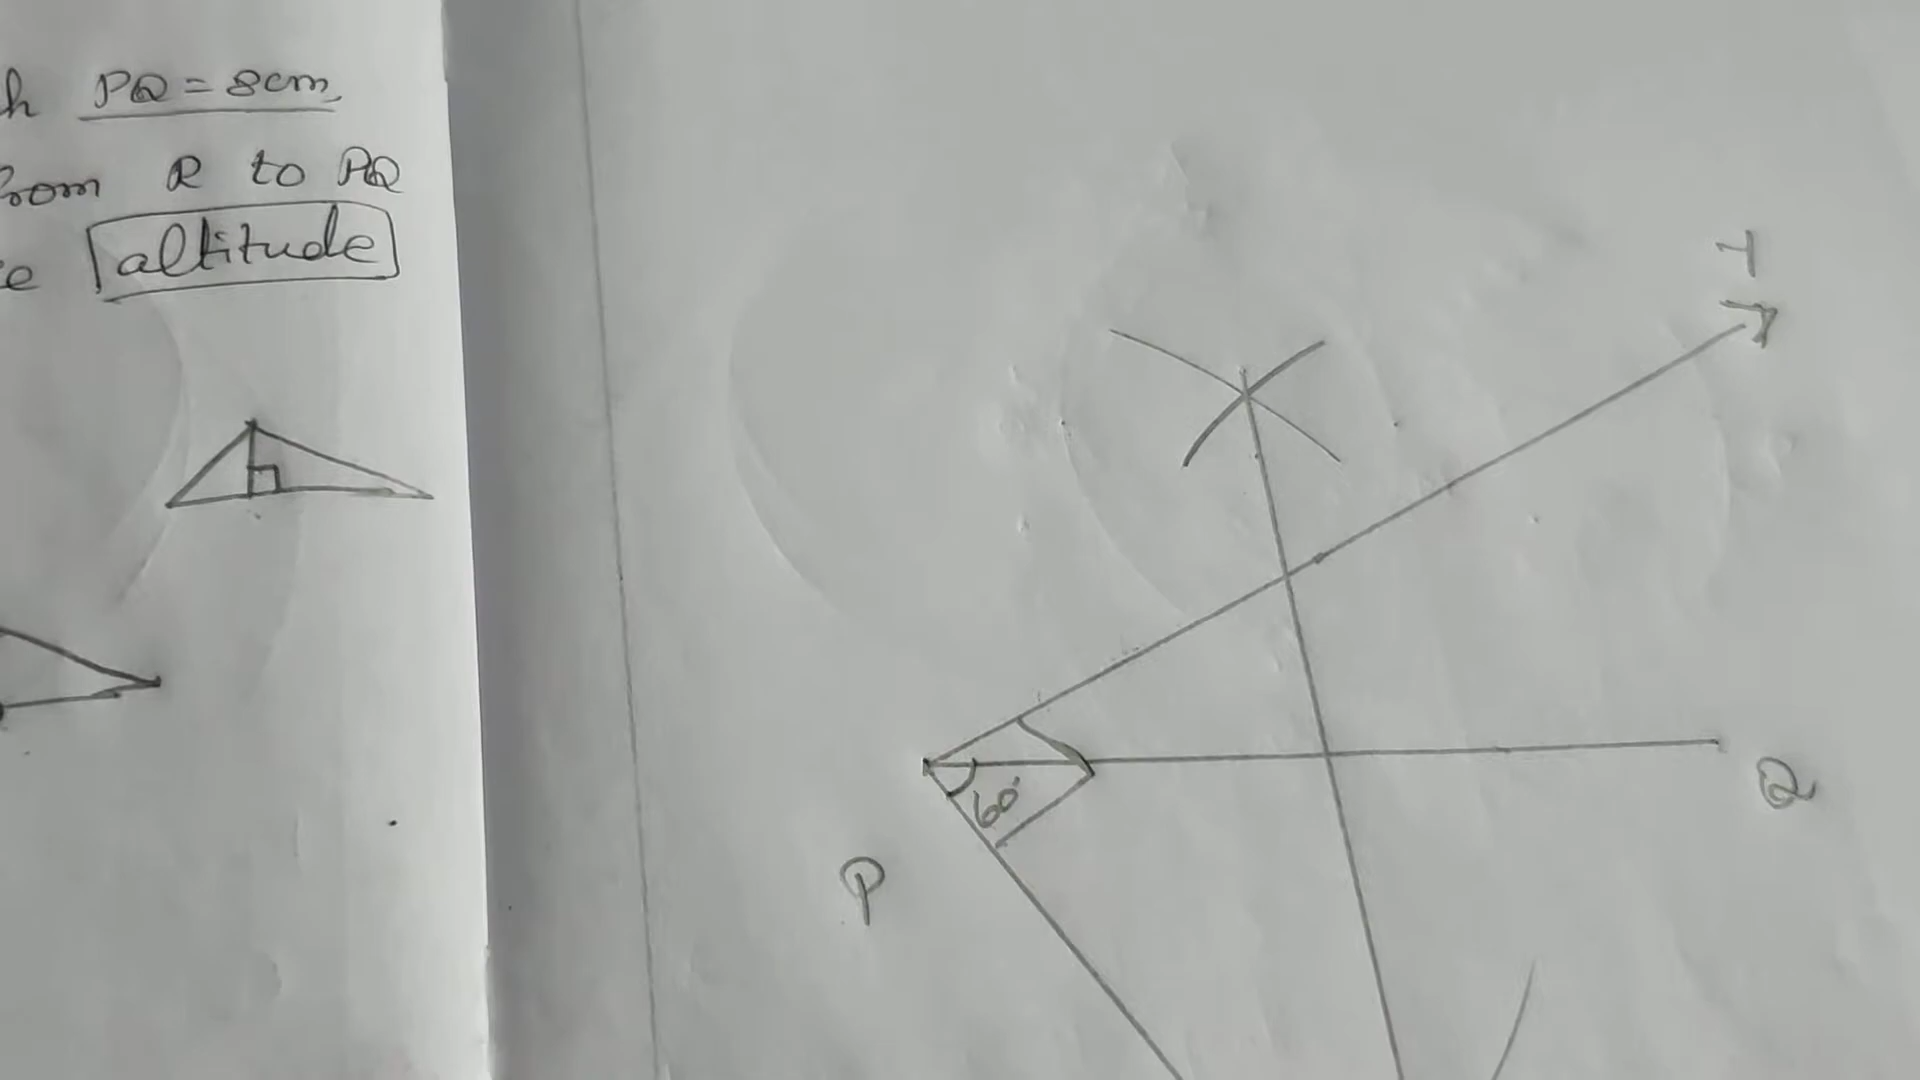 PQ = 8cm
from R to PQ
altitude
T
60°
Q
P